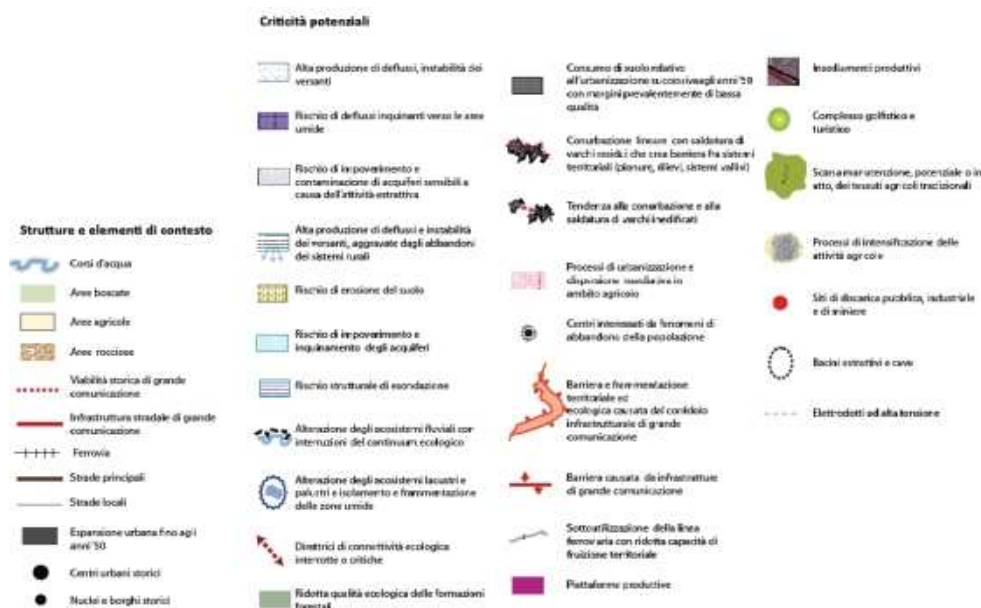 Criticità potenziali
Strutture e elementi di contesto
Corsi d'acqua
Aree boscate
Aree agricole
Aree rocciose
Viabilità storica di grande
comunicazione
Infrastruttura stradale di grande
comunicazione
Ferrovia
Strade principali
Strade locali
Espansione urbana fino agli
anni '50
Centri urbani storici
Nuclei e borghi storici
Alta produzione di deflussi, instabilità dei
versanti
Rischio di deflussi inquinanti verso le aree
umide
Rischio di impoverimento e
contaminazione di acquiferi sensibili a
causa dell'attività estrattiva
Alta produzione di deflussi e instabilità
dei versanti, aggravate dagli abbandoni
dei sistemi rurali
Rischio di erosione del suolo
Rischio di impoverimento e
inquinamento degli acquiferi
Rischio strutturale di esondazione
Alterazione degli ecosistemi fluviali con
interruzioni del continuum ecologico
Alterazione degli ecosistemi lacustri e
palustri e isolamento e frammentazione
delle zone umide
Direttrici di connettività ecologica
interrotte o critiche
Ridotta qualità ecologica delle formazioni
forestali
Consumo di suolo relativo
all'urbanizzazione successiva agli anni '50
con margini prevalentemente di bassa
qualità
Conurbazione lineare con saldatura di
varchi residui che crea barriera fra sistemi
territoriali (pianure, rilievi, sistemi vallivi)
Tendenza alla conurbazione e alla
saldatura di varchi inedificati
Processi di urbanizzazione e
dispersione insediativa in
ambito agricolo
Centri interessati da fenomeni di
abbandono della popolazione
Barriera e frammentazione
territoriale ed
ecologica causata dal corridoio
infrastrutturale di grande
comunicazione
Barriera causata da infrastrutture
di grande comunicazione
Sottoutilizzazione della linea
ferroviaria con ridotta capacità di
fruizione territoriale
Piattaforme produttive
Insediamenti produttivi
Complesso golfistico e
turistico
Scarsa manutenzione, potenziale o in
atto, dei tessuti agricoli tradizionali
Processi di intensificazione delle
attività agricole
Siti di discarica pubblica, industriale
e di miniere
Bacini estrattivi e cave
Elettrodotti ad alta tensione